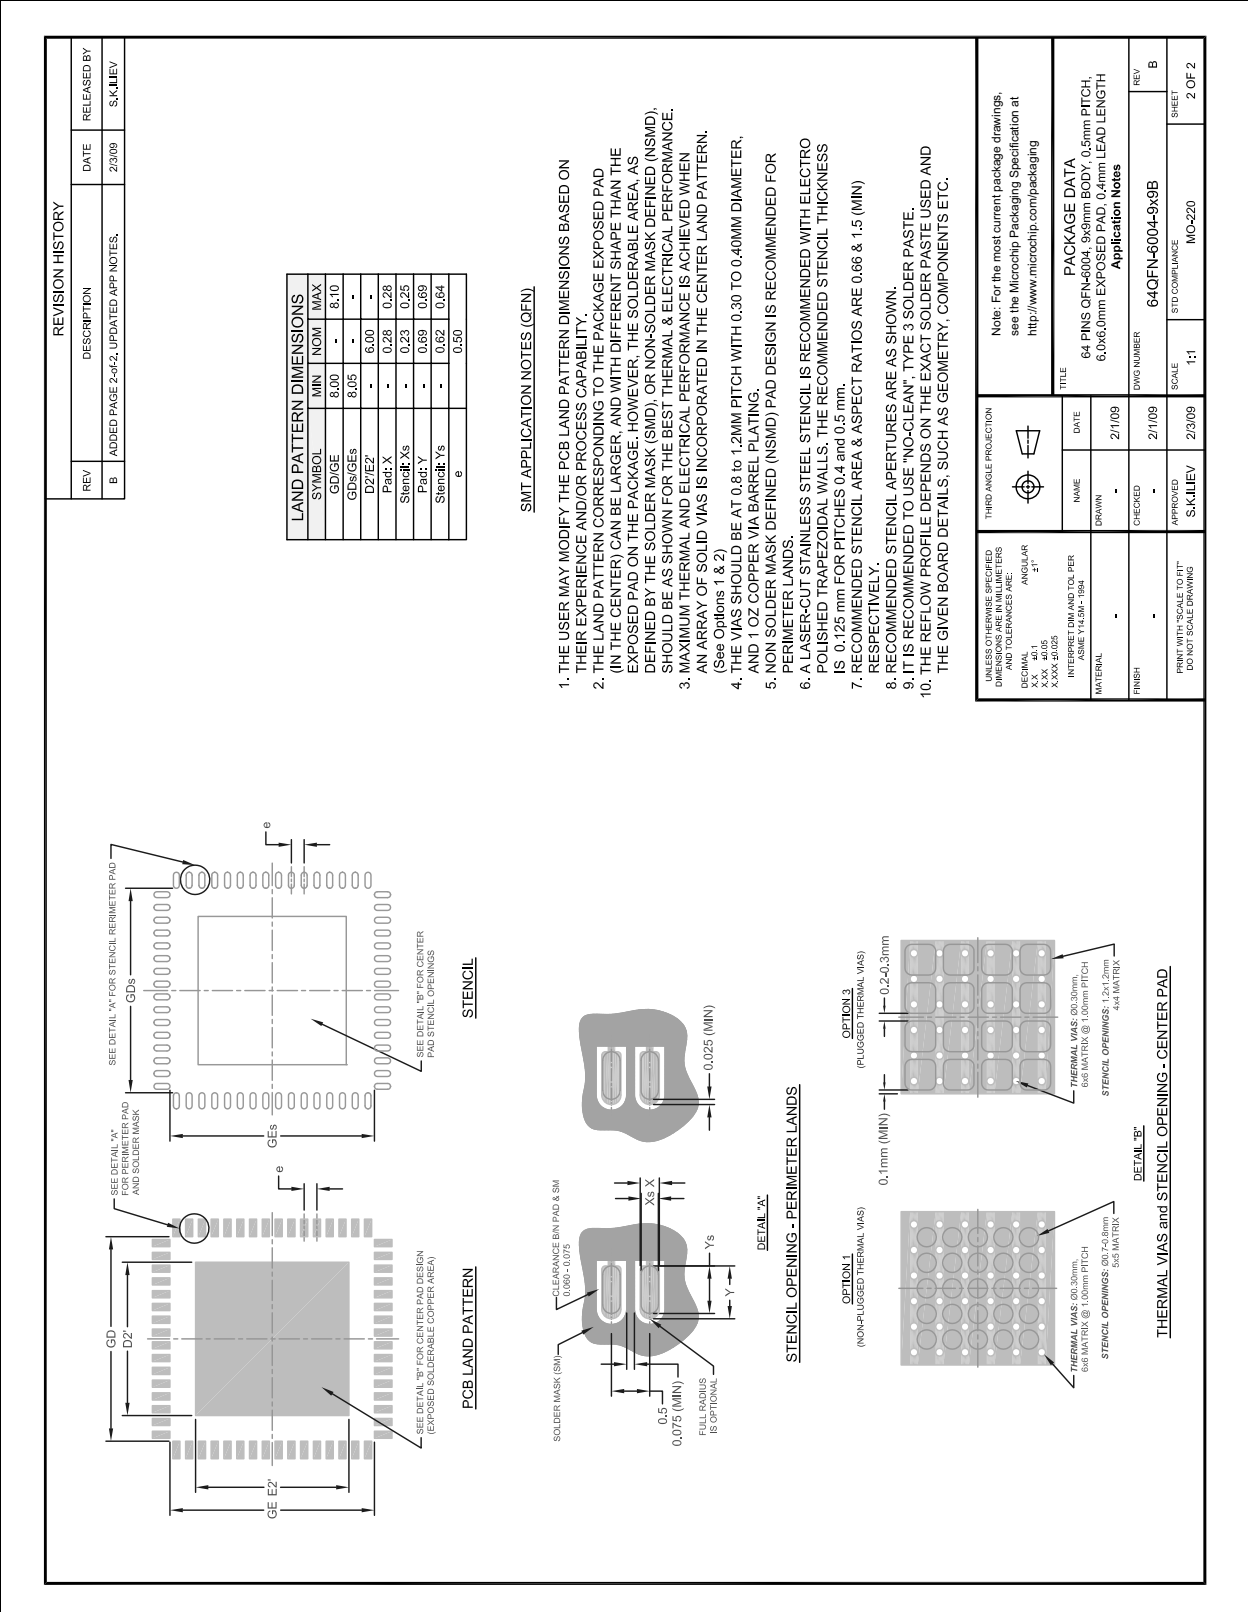 REVISION HISTORY
REV DESCRIPTION DATE RELEASED BY
B ADDED PAGE 2-of-2, UPDATED APP NOTES. 2/3/09 S.K.ILIEV
LAND PATTERN DIMENSIONS
SYMBOL MIN NOM MAX
GD/GE 8.00 - 8.10
GDs/GEs 8.05 - -
D2'/E2' - 6.00 -
Pad: X - 0.28 0.28
Stencil: Xs - 0.23 0.25
Pad: Y - 0.69 0.69
Stencil: Ys - 0.62 0.64
e 0.50
SMT APPLICATION NOTES (QFN)
1. THE USER MAY MODIFY THE PCB LAND PATTERN DIMENSIONS BASED ON
THEIR EXPERIENCE AND/OR PROCESS CAPABILITY.
2. THE LAND PATTERN CORRESPONDING TO THE PACKAGE EXPOSED PAD
(IN THE CENTER) CAN BE LARGER, AND WITH DIFFERENT SHAPE THAN THE
EXPOSED PAD ON THE PACKAGE. HOWEVER, THE SOLDERABLE AREA, AS
DEFINED BY THE SOLDER MASK (SMD), OR NON-SOLDER MASK DEFINED (NSMD),
SHOULD BE AS SHOWN FOR THE BEST THERMAL & ELECTRICAL PERFORMANCE.
3. MAXIMUM THERMAL AND ELECTRICAL PERFORMANCE IS ACHIEVED WHEN
AN ARRAY OF SOLID VIAS IS INCORPORATED IN THE CENTER LAND PATTERN.
(See Options 1 & 2)
4. THE VIAS SHOULD BE AT 0.8 to 1.2MM PITCH WITH 0.30 TO 0.40MM DIAMETER,
AND 1 OZ COPPER VIA BARREL PLATING.
5. NON SOLDER MASK DEFINED (NSMD) PAD DESIGN IS RECOMMENDED FOR
PERIMETER LANDS.
6. A LASER-CUT STAINLESS STEEL STENCIL IS RECOMMENDED WITH ELECTRO
POLISHED TRAPEZOIDAL WALLS. THE RECOMMENDED STENCIL THICKNESS
IS 0.125 mm FOR PITCHES 0.4 and 0.5 mm.
7. RECOMMENDED STENCIL AREA & ASPECT RATIOS ARE 0.66 & 1.5 (MIN)
RESPECTIVELY.
8. RECOMMENDED STENCIL APERTURES ARE AS SHOWN.
9. IT IS RECOMMENDED TO USE "NO-CLEAN", TYPE 3 SOLDER PASTE.
10. THE REFLOW PROFILE DEPENDS ON THE EXACT SOLDER PASTE USED AND
THE GIVEN BOARD DETAILS, SUCH AS GEOMETRY, COMPONENTS ETC.
GD
D2'
GE E2'
e
SEE DETAIL "A"
FOR PERIMETER PAD
AND SOLDER MASK
SEE DETAIL "B" FOR CENTER PAD DESIGN
(EXPOSED SOLDERABLE COPPER AREA)
PCB LAND PATTERN
SEE DETAIL "A" FOR STENCIL RERIMETER PAD
GDs
GEs
e
SEE DETAIL "B" FOR CENTER
PAD STENCIL OPENINGS
STENCIL
SOLDER MASK (SM)
CLEARANCE B/N PAD & SM
0.060 - 0.075
Xs X
Ys
Y
0.5
0.075 (MIN)
FULL RADIUS
IS OPTIONAL
0.025 (MIN)
DETAIL "A"
STENCIL OPENING - PERIMETER LANDS
OPTION 1
(NON-PLUGGED THERMAL VIAS)
THERMAL VIAS: Ø0.30mm,
6x6 MATRIX @ 1.00mm PITCH
STENCIL OPENINGS: Ø0.7-0.8mm
5x5 MATRIX
OPTION 3
(PLUGGED THERMAL VIAS)
0.1mm (MIN)
0.2-0.3mm
THERMAL VIAS: Ø0.30mm,
6x6 MATRIX @ 1.00mm PITCH
STENCIL OPENINGS: 1.2x1.2mm
4x4 MATRIX
DETAIL "B"
THERMAL VIAS and STENCIL OPENING - CENTER PAD
UNLESS OTHERWISE SPECIFIED
DIMENSIONS ARE IN MILLIMETERS
AND TOLERANCES ARE:
DECIMAL ANGULAR
X.X ±0.1 ±1°
X.XX ±0.05
X.XXX ±0.025
INTERPRET DIM AND TOL PER
ASME Y14.5M - 1994
MATERIAL
-
FINISH
-
PRINT WITH "SCALE TO FIT"
DO NOT SCALE DRAWING
THIRD ANGLE PROJECTION
NAME DATE
DRAWN
- 2/1/09
CHECKED
- 2/1/09
APPROVED
S.K.ILIEV 2/3/09
Note: For the most current package drawings,
see the Microchip Packaging Specification at
http://www.microchip.com/packaging
TITLE
PACKAGE DATA
64 PINS QFN-6004, 9x9mm BODY, 0.5mm PITCH,
6.0x6.0mm EXPOSED PAD, 0.4mm LEAD LENGTH
Application Notes
DWG NUMBER
64QFN-6004-9x9B
REV
B
SCALE
1:1
STD COMPLIANCE
MO-220
SHEET
2 OF 2